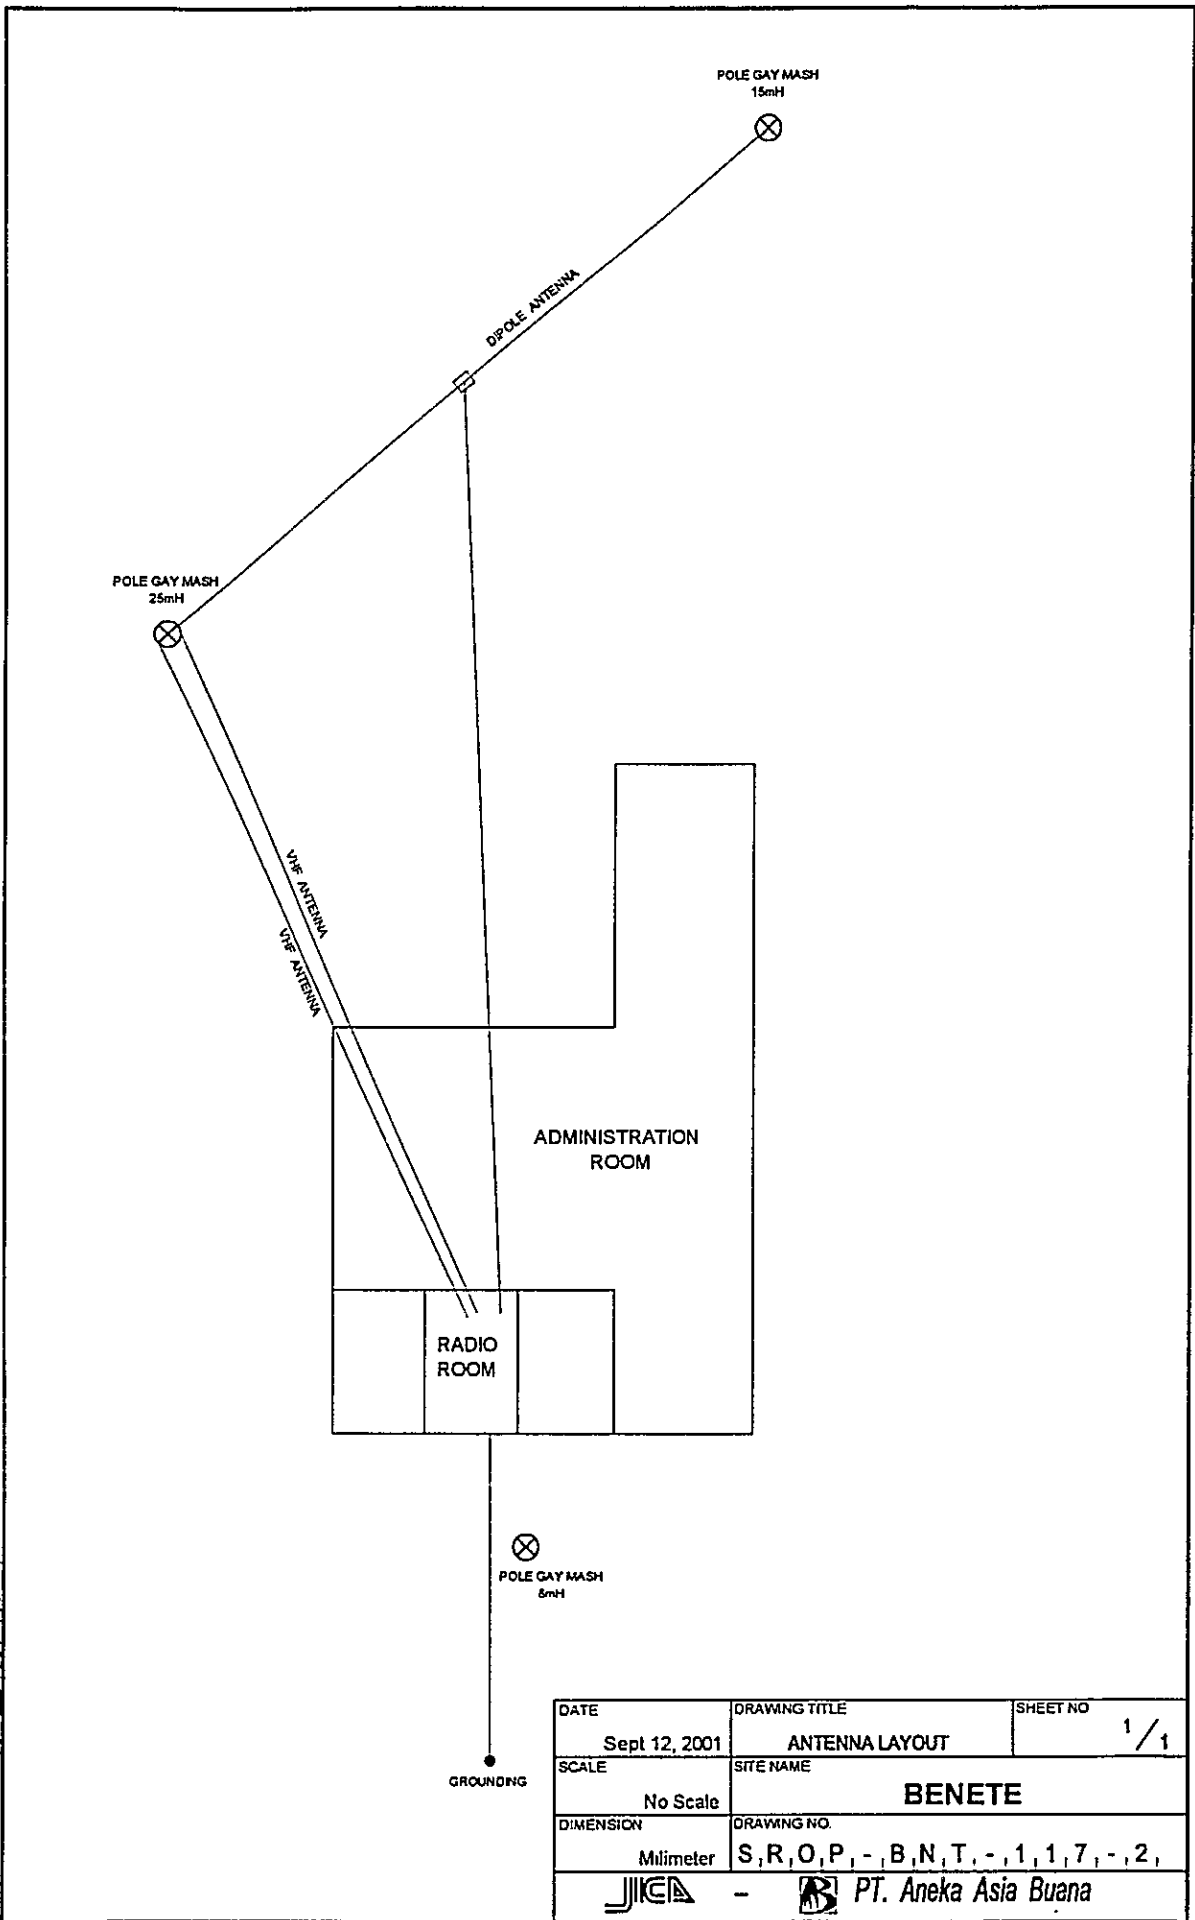 POLE GAY MASH
15mH
DIPOLE ANTENNA
POLE GAY MASH
25mH
VHF ANTENNA
VHF ANTENNA
ADMINISTRATION
ROOM
RADIO
ROOM
POLE GAY MASH
GROUNDING
DATE
Sept 12, 2001
DRAWING TITLE
ANTENNA LAYOUT
SHEET NO
1/1
SCALE
No Scale
SITE NAME
BENETE
DIMENSION
Milimeter
DRAWING NO.
S,R,O,P,-,B,N,T,-,1,1,7,-,2,
JICA - PT. Aneka Asia Buana